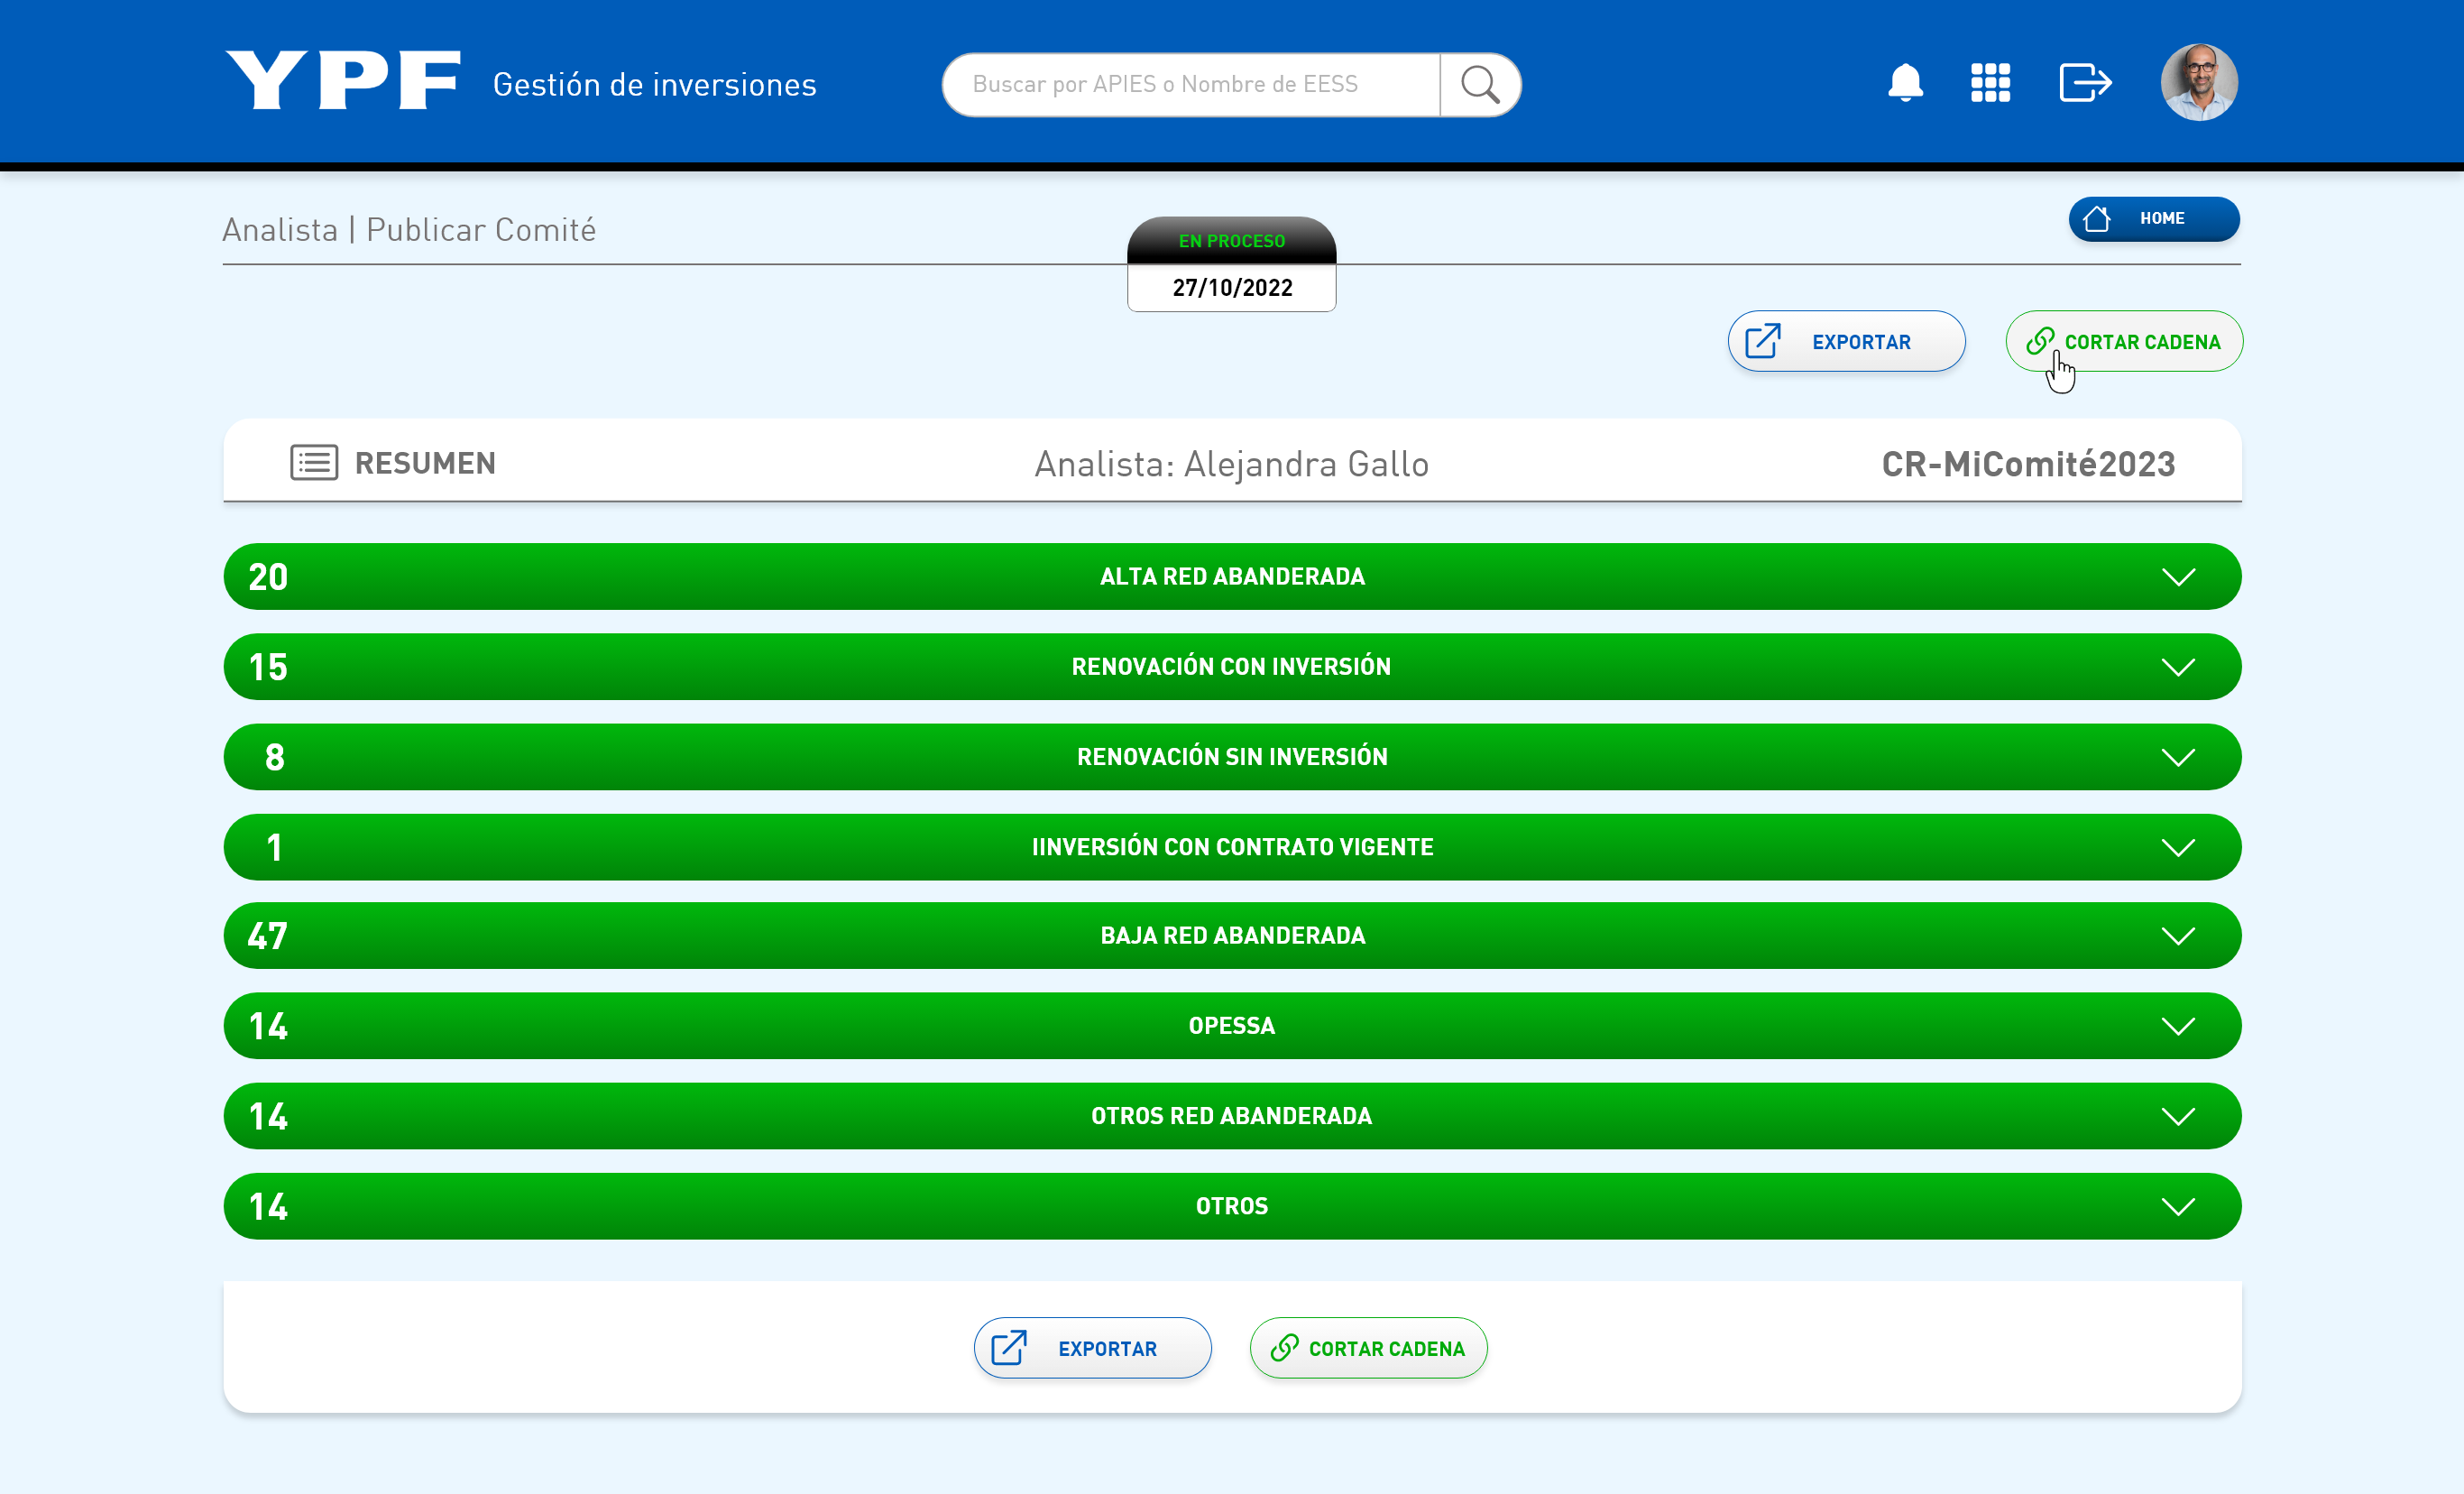 YPF Gestión de inversiones
Buscar por APIES o Nombre de EESS
Analista | Publicar Comité
EN PROCESO
27/10/2022
HOME
EXPORTAR
CORTAR CADENA
RESUMEN
Analista: Alejandra Gallo
CR-MiComité2023
20 ALTA RED ABANDERADA
15 RENOVACIÓN CON INVERSIÓN
8 RENOVACIÓN SIN INVERSIÓN
1 IINVERSIÓN CON CONTRATO VIGENTE
47 BAJA RED ABANDERADA
14 OPESSA
14 OTROS RED ABANDERADA
14 OTROS
EXPORTAR
CORTAR CADENA